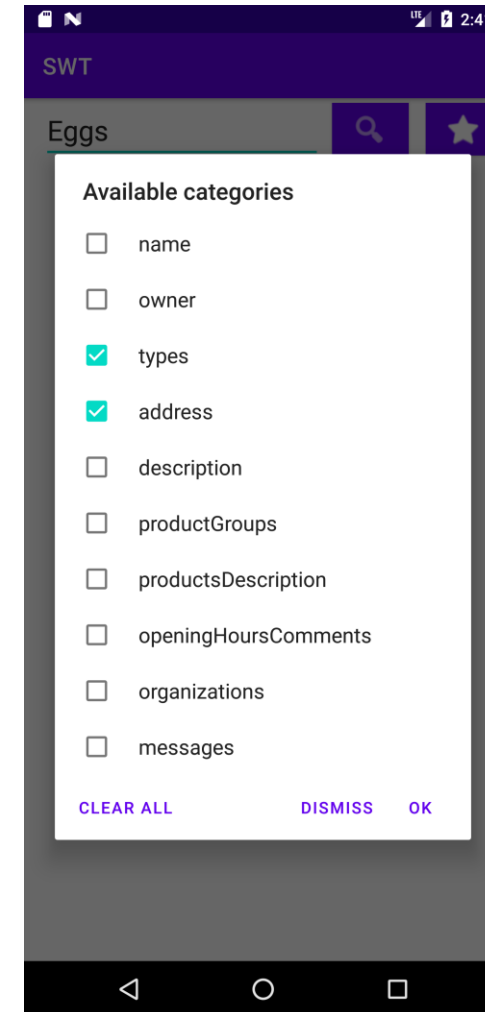 LTE 2:4
SWT
Eggs
Available categories
name
owner
types
address
description
productGroups
productsDescription
openingHoursComments
organizations
messages
CLEAR ALL DISMISS OK